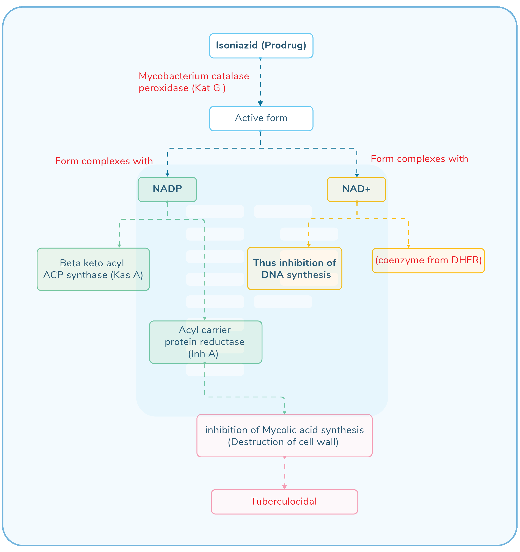 Isoniazid (Prodrug)
Mycobacterium catalase
peroxidase (Kat G )
Active form
Form complexes with
Form complexes with
NADP
NAD+
Beta keto acyl
ACP synthase (Kas A)
Thus inhibition of
DNA synthesis
(coenzyme from DHFR)
Acyl carrier
protein reductase
(Inh A)
inhibition of Mycolic acid synthesis
(Destruction of cell wall)
Tuberculocidal